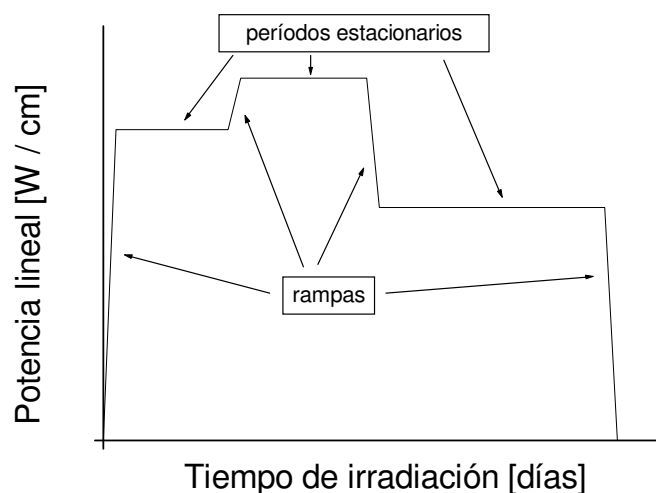 períodos estacionarios
Potencia lineal [W / cm]
rampas
Tiempo de irradiación [días]